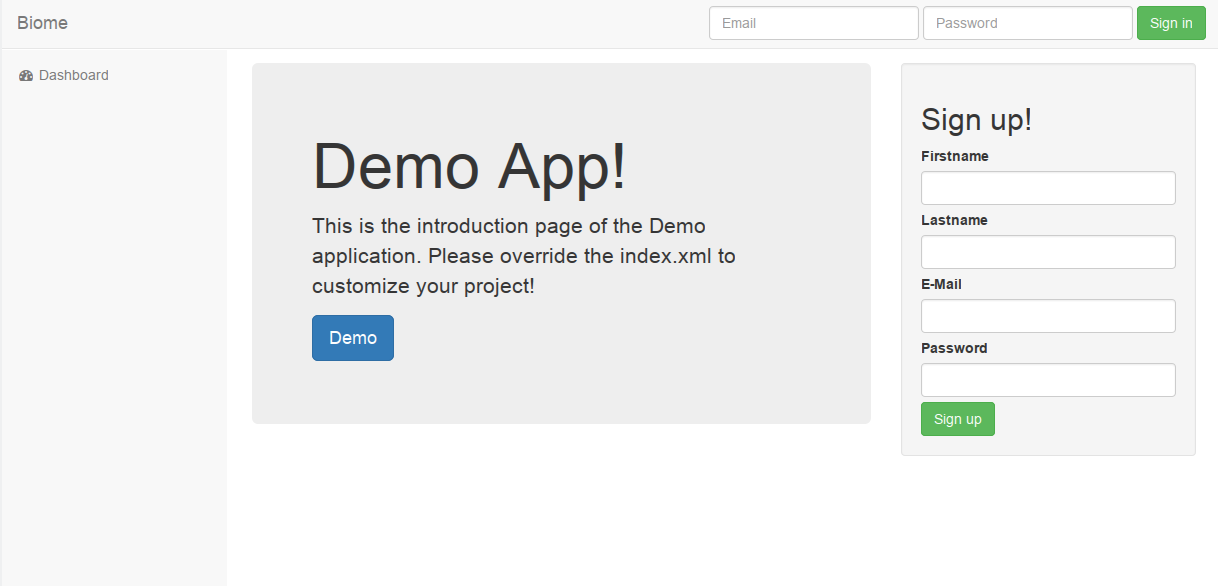 Biome
Email
Password
Sign in
Dashboard
Demo App!
This is the introduction page of the Demo
application. Please override the index.xml to
customize your project!
Demo
Sign up!
Firstname
Lastname
E-Mail
Password
Sign up